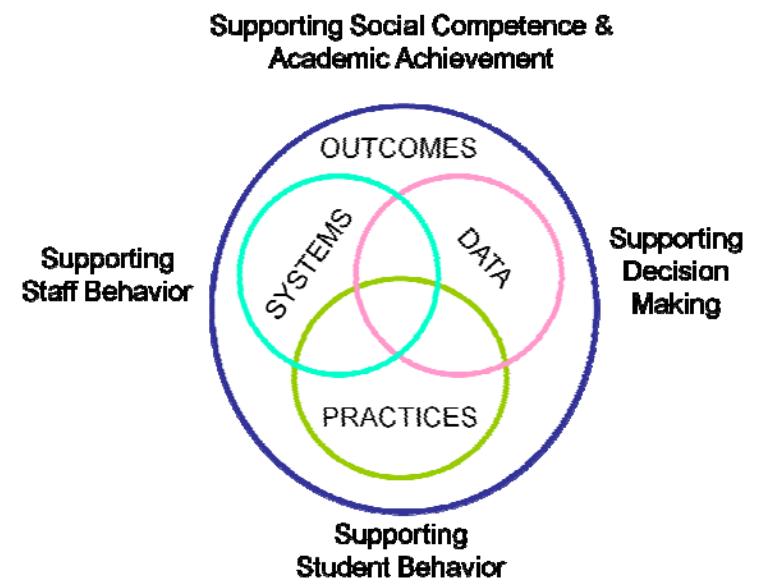 Supporting Social Competence &
Academic Achievement
OUTCOMES
SYSTEMS
DATA
Supporting
Staff Behavior
Supporting
Decision
Making
PRACTICES
Supporting
Student Behavior